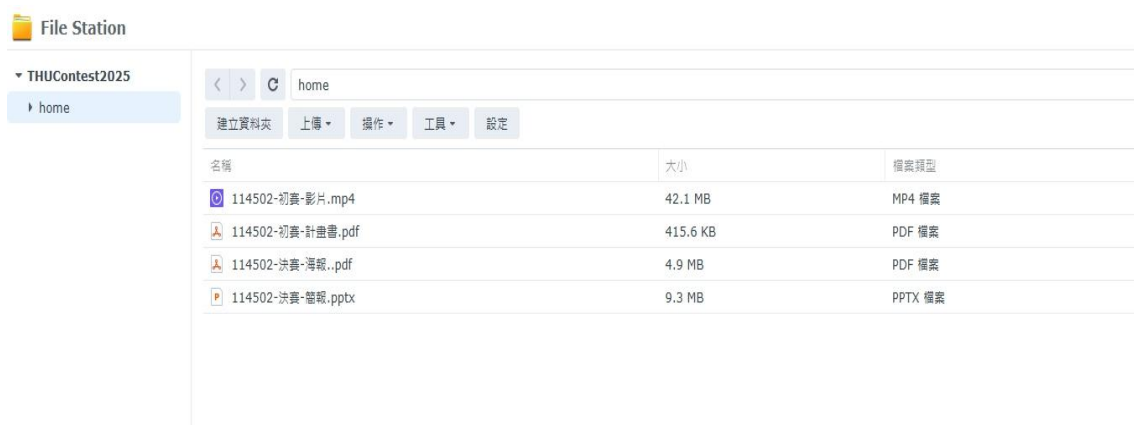 File Station
THUContest2025
home
home
建立資料夾 上傳 操作 工具 設定
名稱 大小 檔案類型
114502-初賽-影片.mp4 42.1 MB MP4 檔案
114502-初賽-計畫書.pdf 415.6 KB PDF 檔案
114502-決賽-海報..pdf 4.9 MB PDF 檔案
114502-決賽-簡報.pptx 9.3 MB PPTX 檔案